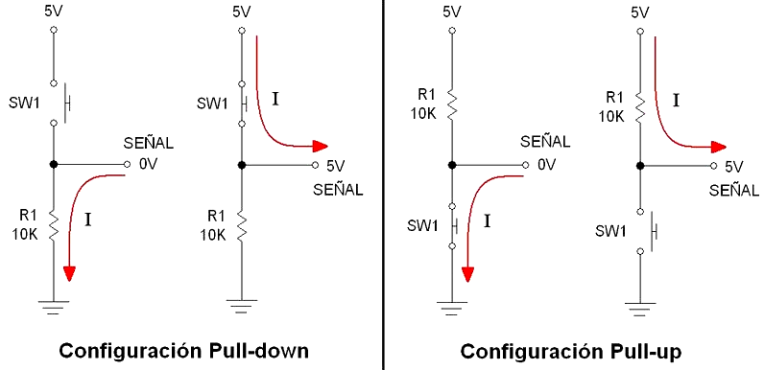 5V
SW1
SEÑAL
0V
R1
10K
I
5V
SW1
I
5V
SEÑAL
R1
10K
Configuración Pull-down
5V
R1
10K
SEÑAL
0V
SW1
I
5V
R1
10K
I
5V
SEÑAL
SW1
Configuración Pull-up